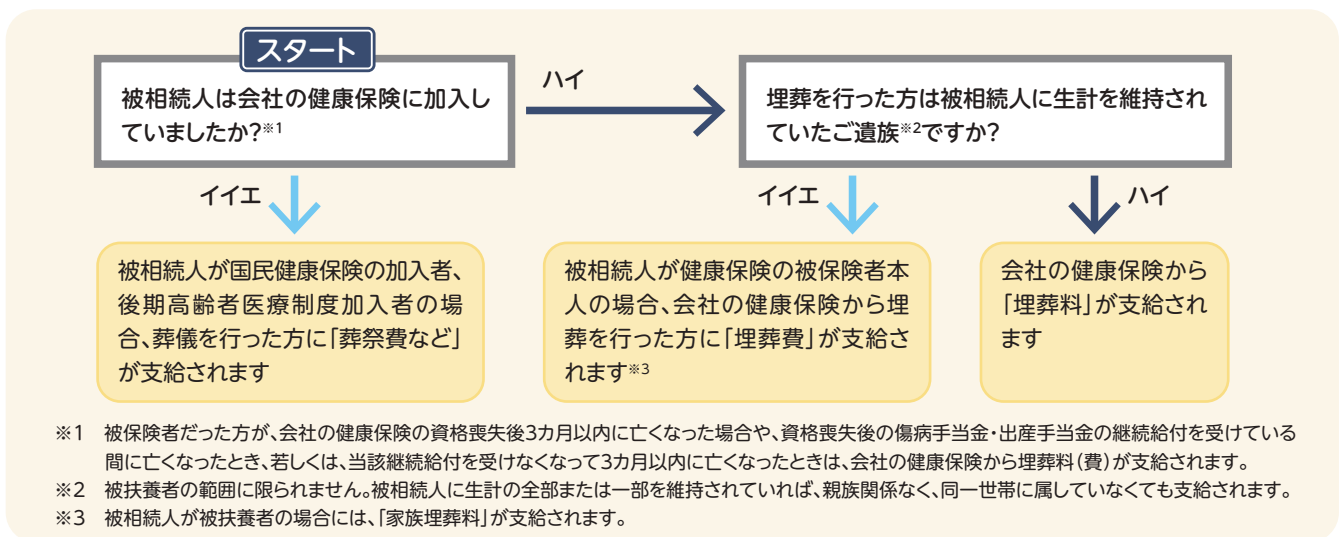 スタート
被相続人は会社の健康保険に加入し
ていましたか?※1
ハイ
埋葬を行った方は被相続人に生計を維持され
ていたご遺族※2ですか?
イイエ
イイエ
ハイ
被相続人が国民健康保険の加入者、
後期高齢者医療制度加入者の場
合、葬儀を行った方に「葬祭費など」
が支給されます
被相続人が健康保険の被保険者本
人の場合、会社の健康保険から埋
葬を行った方に「埋葬費」が支給さ
れます※3
会社の健康保険から
「埋葬料」が支給され
ます
※1 被保険者だった方が、会社の健康保険の資格喪失後3カ月以内に亡くなった場合や、資格喪失後の傷病手当金・出産手当金の継続給付を受けている
間に亡くなったとき、若しくは、当該継続給付を受けなくなって3カ月以内に亡くなったときは、会社の健康保険から埋葬料(費)が支給されます。
※2 被扶養者の範囲に限られません。被相続人に生計の全部または一部を維持されていれば、親族関係なく、同一世帯に属していなくても支給されます。
※3 被相続人が被扶養者の場合には、「家族埋葬料」が支給されます。